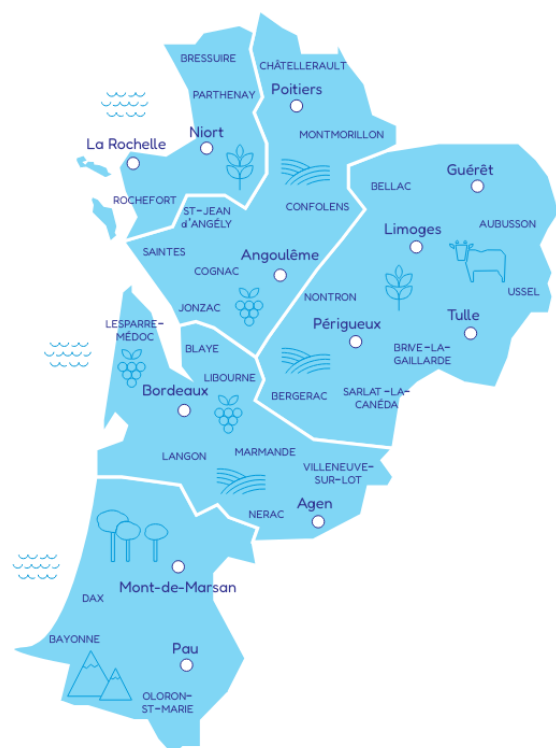 BRESSUIRE
CHÂTELLERAULT
Poitiers
PARTHENAY
Niort
MONTMORILLON
La Rochelle
Guérêt
BELLAC
ROCHEFORT
ST-JEAN
d'ANGÉLY
CONFOLENS
AUBUSSON
Limoges
SAINTES
Angoulême
COGNAC
USSEL
NONTRON
JONZAC
Tulle
LESPARRE-
MÉDOC
Périgueux
BLAYE
BRIVE-LA-
GAILLARDE
LIBOURNE
Bordeaux
BERGERAC
SARLAT-LA-
CANÉDA
LANGON
MARMANDE
VILLENEUVE-
SUR-LOT
Agen
NERAC
Mont-de-Marsan
DAX
BAYONNE
Pau
OLORON-
ST-MARIE